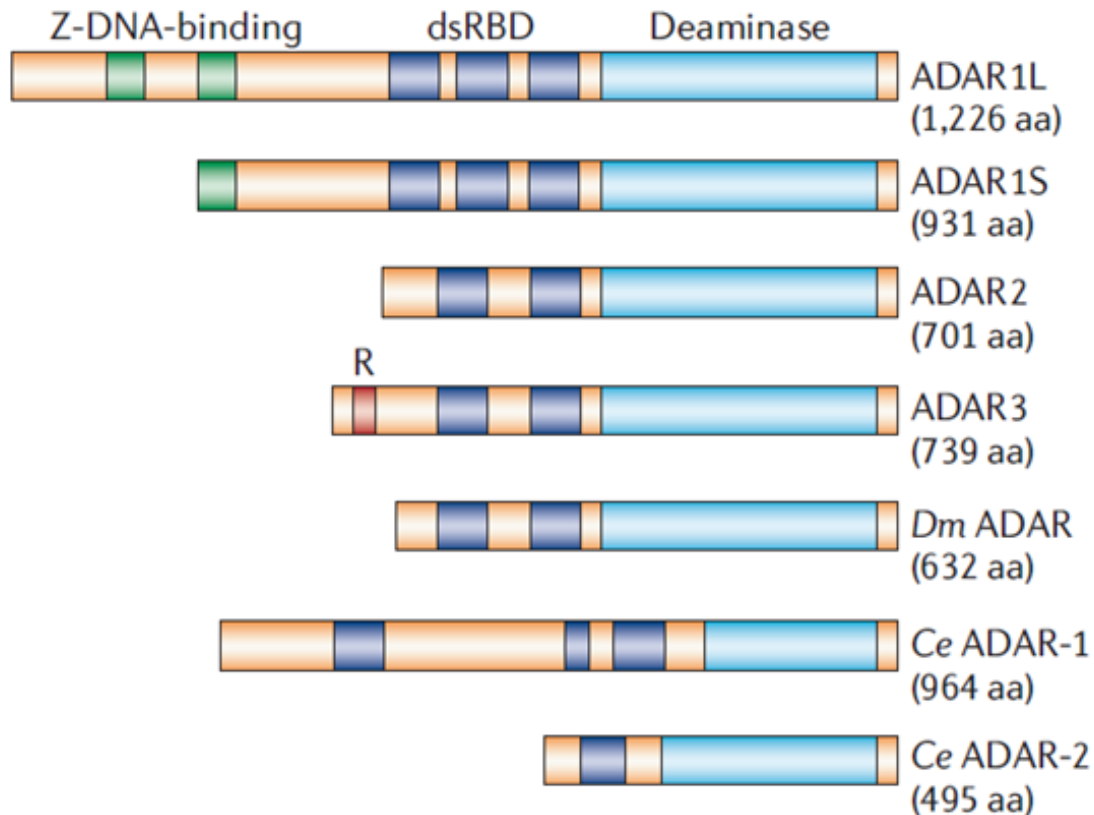 Z-DNA-binding dsRBD Deaminase
ADAR1L
(1,226 aa)
ADAR1S
(931 aa)
ADAR2
(701 aa)
R
ADAR3
(739 aa)
Dm ADAR
(632 aa)
Ce ADAR-1
(964 aa)
Ce ADAR-2
(495 aa)